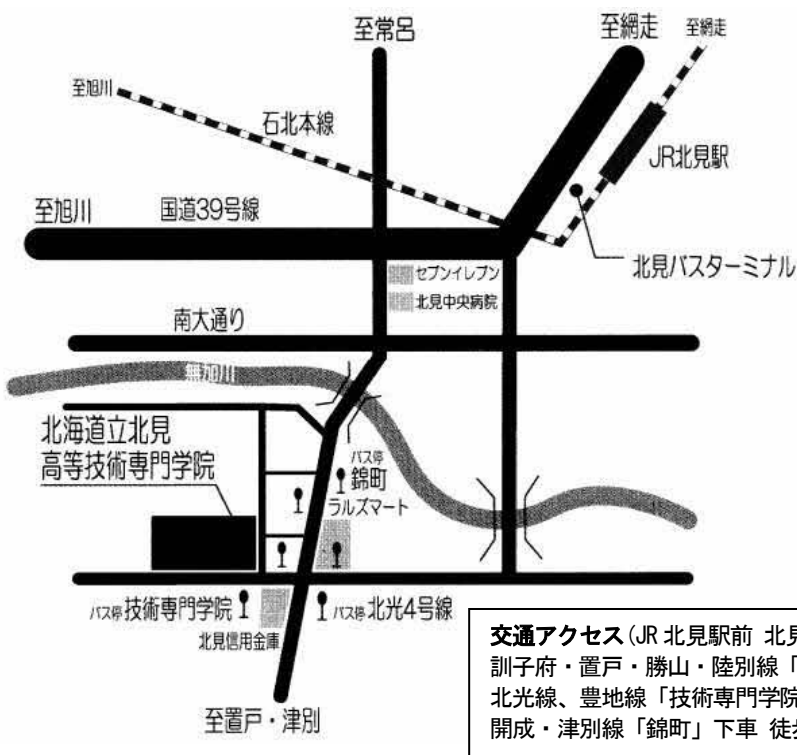 至常呂
至網走
至網走
至旭川
石北本線
JR北見駅
至旭川
国道39号線
北見バスターミナル
セブンイレブン
北見中央病院
南大通り
無加川
北海道立北見
高等技術専門学院
バス停
錦町
ラルズマート
バス停技術専門学院
バス停北光4号線
北見信用金庫
至置戸・津別
交通アクセス(JR 北見駅前 北見
訓子府・置戸・勝山・陸別線「
北光線、豊地線「技術専門学院
開成・津別線「錦町」下車 徒歩